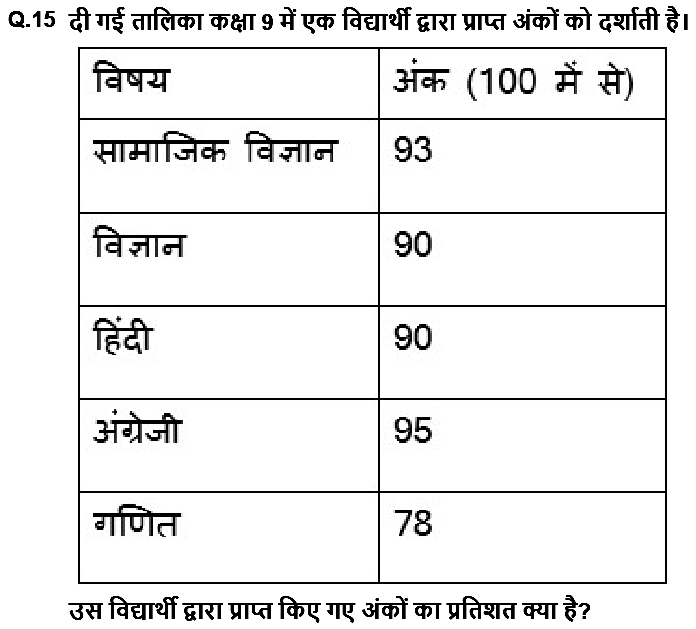 Q.15 दी गई तालिका कक्षा 9 में एक विद्यार्थी द्वारा प्राप्त अंकों को दर्शाती है।
विषय अंक (100 में से)
सामाजिक विज्ञान 93
विज्ञान 90
हिंदी 90
अंग्रेजी 95
गणित 78
उस विद्यार्थी द्वारा प्राप्त किए गए अंकों का प्रतिशत क्या है?